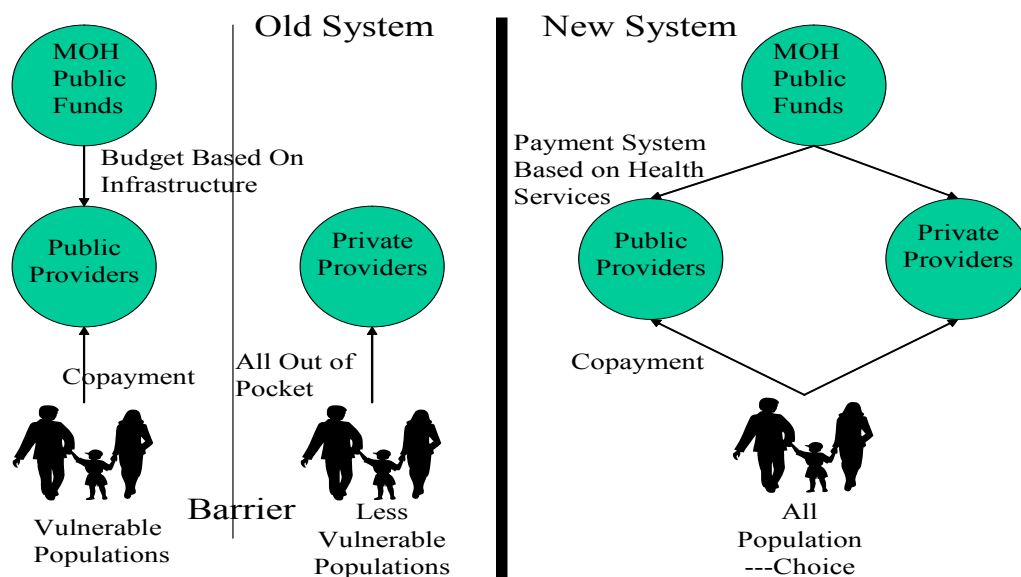 Old System
New System
MOH
Public
Funds
Budget Based On
Infrastructure
Public
Providers
Private
Providers
Copayment
All Out of
Pocket
Barrier
Vulnerable
Populations
Less
Vulnerable
Populations
MOH
Public
Funds
Payment System
Based on Health
Services
Public
Providers
Private
Providers
Copayment
All
Population
---Choice